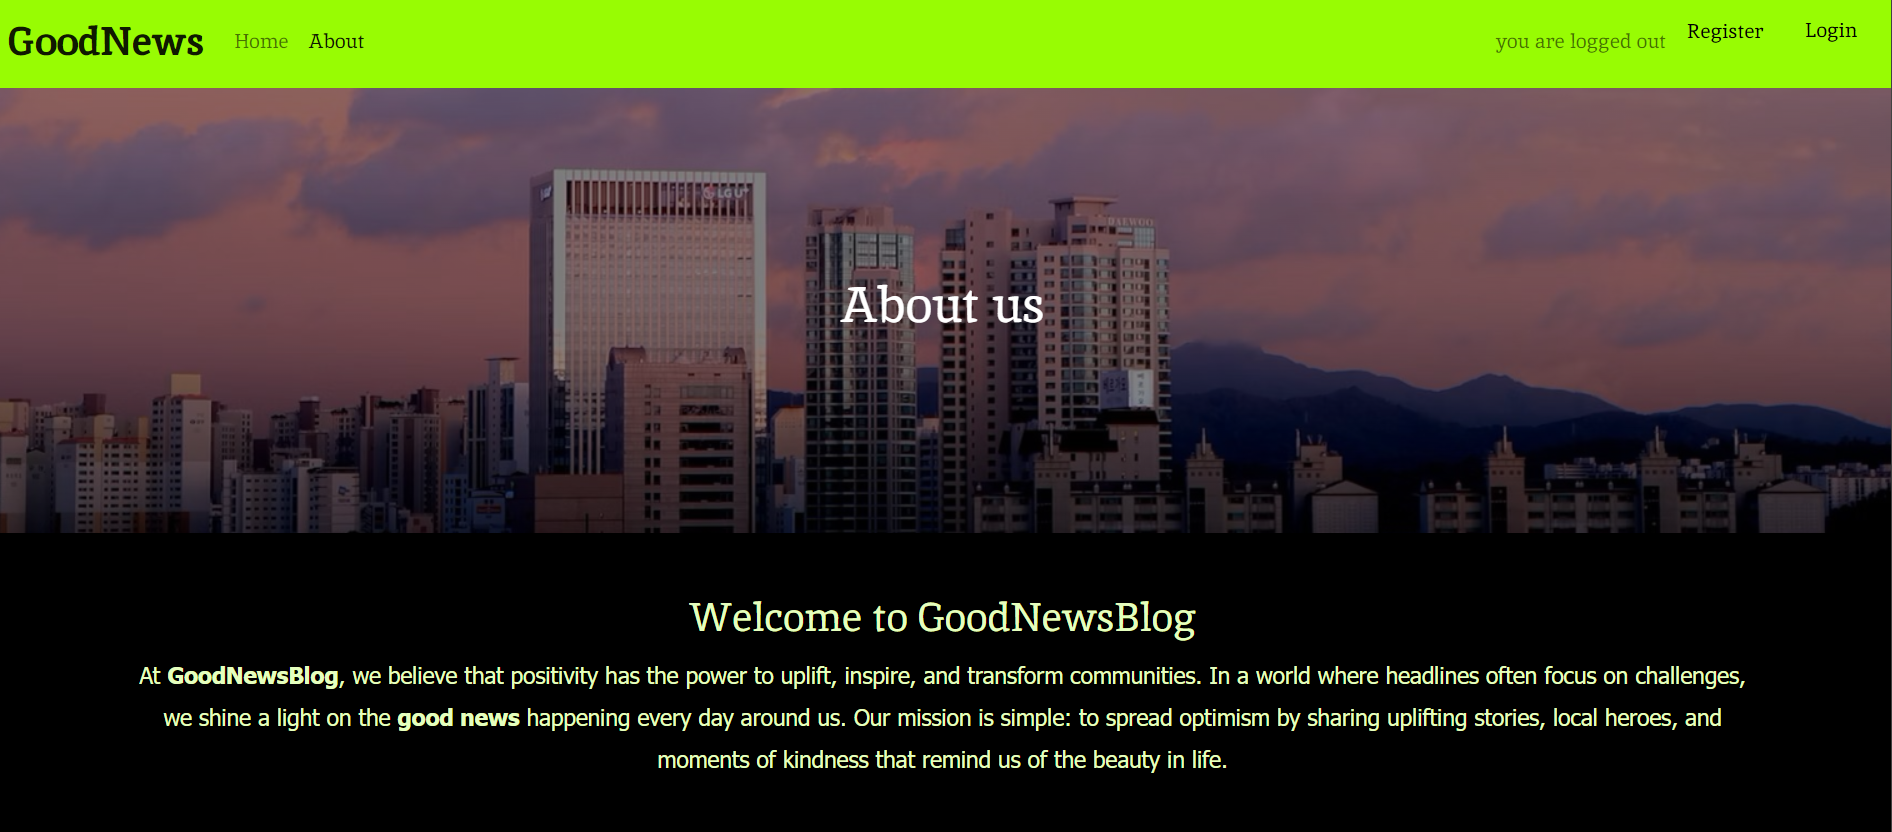 GoodNews Home About you are logged out Register Login
LG U+
DAEWOO
About us
Welcome to GoodNewsBlog
At GoodNewsBlog, we believe that positivity has the power to uplift, inspire, and transform communities. In a world where headlines often focus on challenges,
we shine a light on the good news happening every day around us. Our mission is simple: to spread optimism by sharing uplifting stories, local heroes, and
moments of kindness that remind us of the beauty in life.